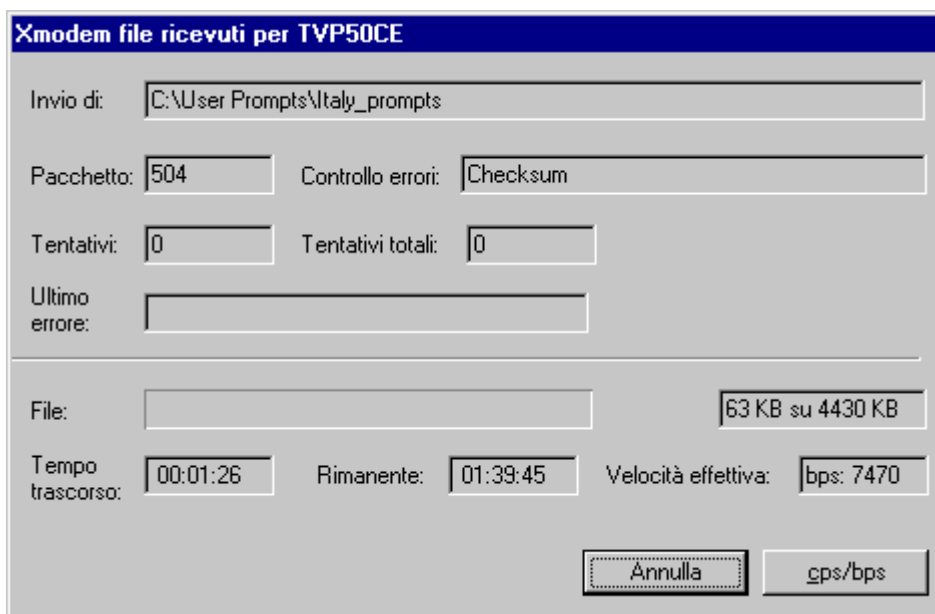 Xmodem file ricevuti per TVP50CE
Invio di: C:\User Prompts\Italy_prompts
Pacchetto: 504 Controllo errori: Checksum
Tentativi: 0 Tentativi totali: 0
Ultimo
errore:
File: 63 KB su 4430 KB
Tempo
trascorso: 00:01:26 Rimanente: 01:39:45 Velocità effettiva: bps: 7470
Annulla cps/bps